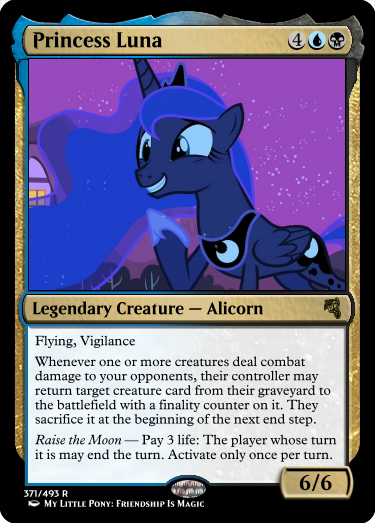 Princess Luna 4
Legendary Creature — Alicorn
Flying, Vigilance
Whenever one or more creatures deal combat
damage to your opponents, their controller may
return target creature card from their graveyard to
the battlefield with a finality counter on it. They
sacrifice it at the beginning of the next end step.
Raise the Moon — Pay 3 life: The player whose turn
it is may end the turn. Activate only once per turn.
6/6
371/493 R
My Little Pony: Friendship Is Magic